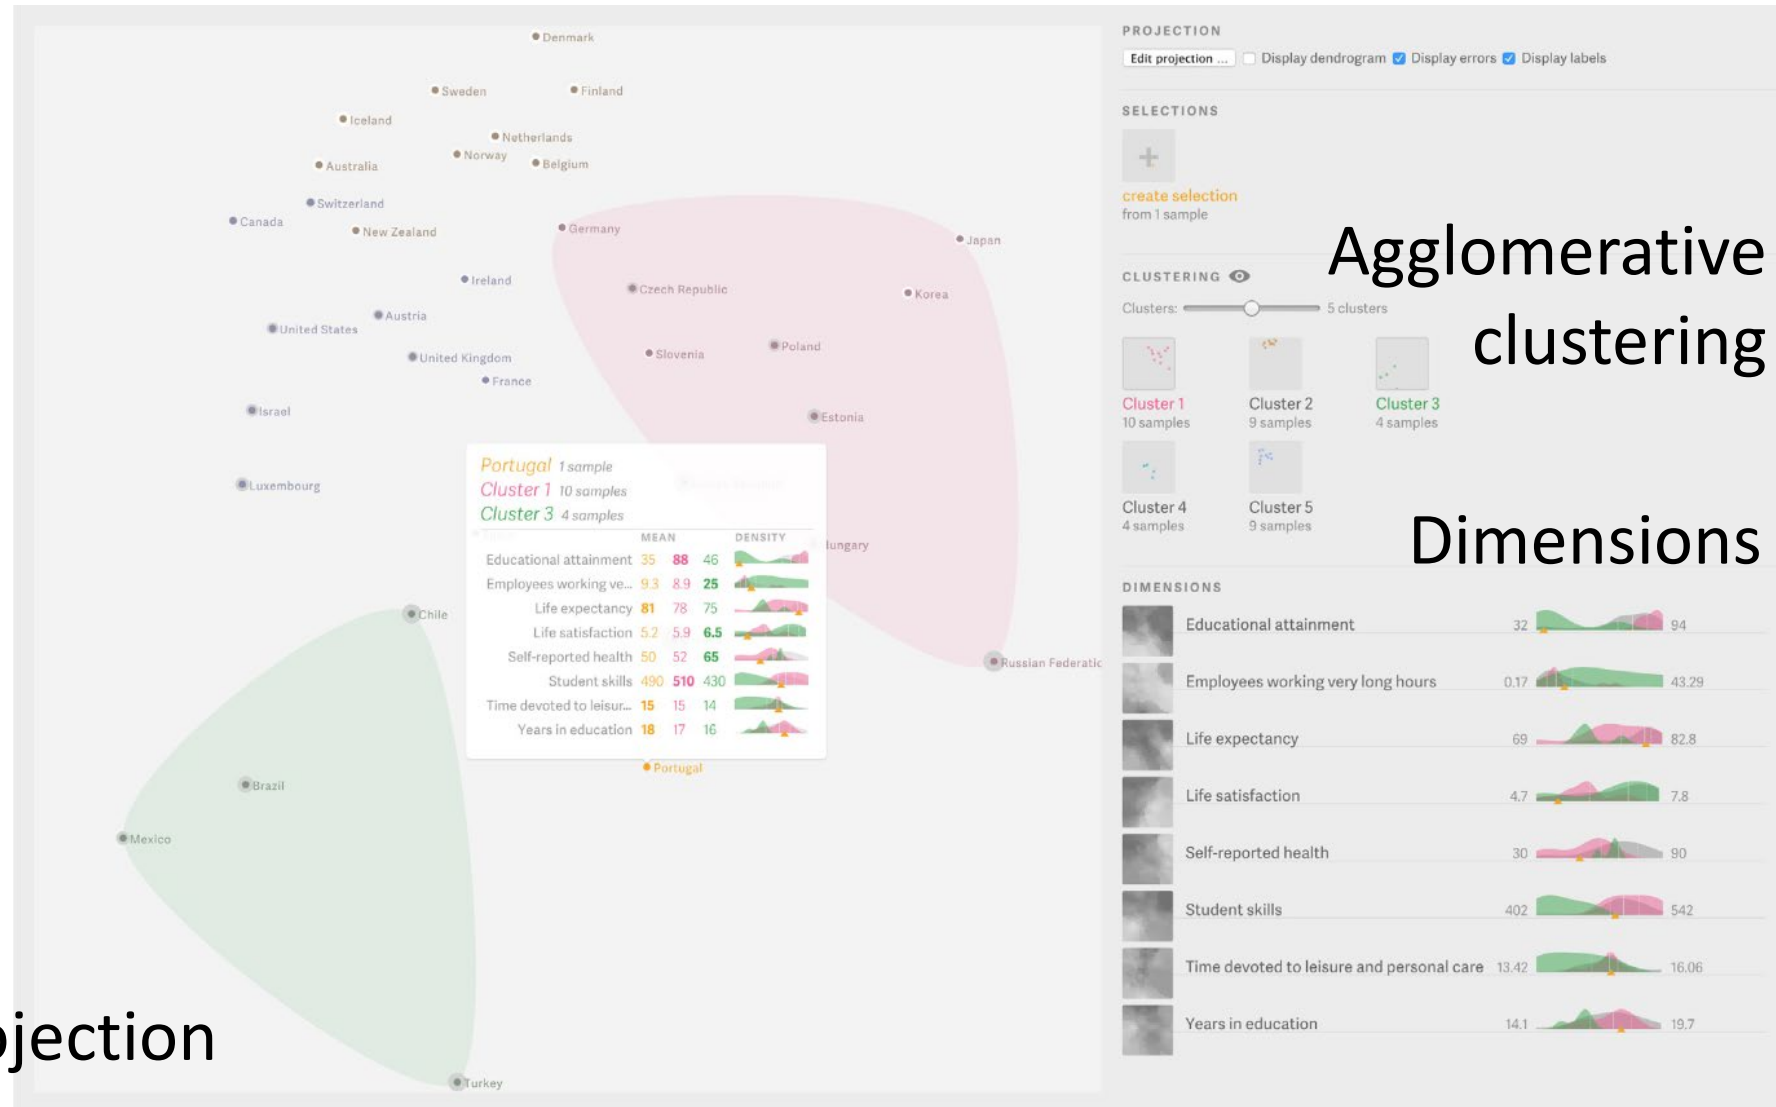 Denmark
Sweden
Finland
Iceland
Netherlands
Norway
Belgium
Australia
Switzerland
Canada
New Zealand
Germany
Japan
Ireland
Czech Republic
Korea
Austria
United States
Slovenia
Poland
United Kingdom
France
Israel
Estonia
Luxembourg
Portugal 1 sample
Cluster 1 10 samples
Cluster 3 4 samples
MEAN DENSITY
Educational attainment 35 88 46
Employees working ve... 9.3 8.9 25
Life expectancy 81 78 75
Life satisfaction 5.2 5.9 6.5
Self-reported health 50 52 65
Student skills 490 510 430
Time devoted to leisur... 15 15 14
Years in education 18 17 16
Hungary
Chile
Russian Federatic
Portugal
Brazil
Mexico
Turkey
ojection
PROJECTION
Edit projection ... Display dendrogram Display errors Display labels
SELECTIONS
create selection
from 1 sample
Agglomerative
clustering
CLUSTERING
Clusters: 5 clusters
Cluster 1
10 samples
Cluster 2
9 samples
Cluster 3
4 samples
Cluster 4
4 samples
Cluster 5
9 samples
Dimensions
DIMENSIONS
Educational attainment 32 94
Employees working very long hours 0.17 43.29
Life expectancy 69 82.8
Life satisfaction 4.7 7.8
Self-reported health 30 90
Student skills 402 542
Time devoted to leisure and personal care 13.42 16.06
Years in education 14.1 19.7